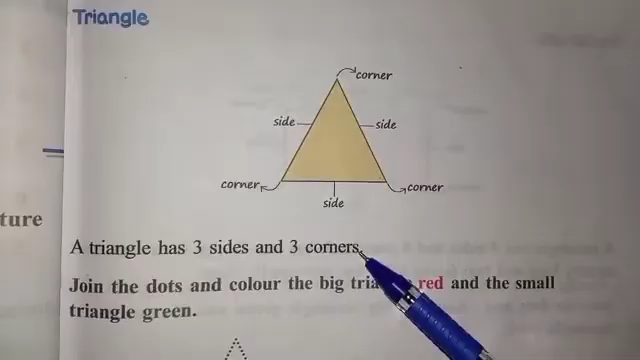 Triangle
corner
side
side
corner
corner
side
ture
A triangle has 3 sides and 3 corners.
Join the dots and colour the big red and the small
triangle green.